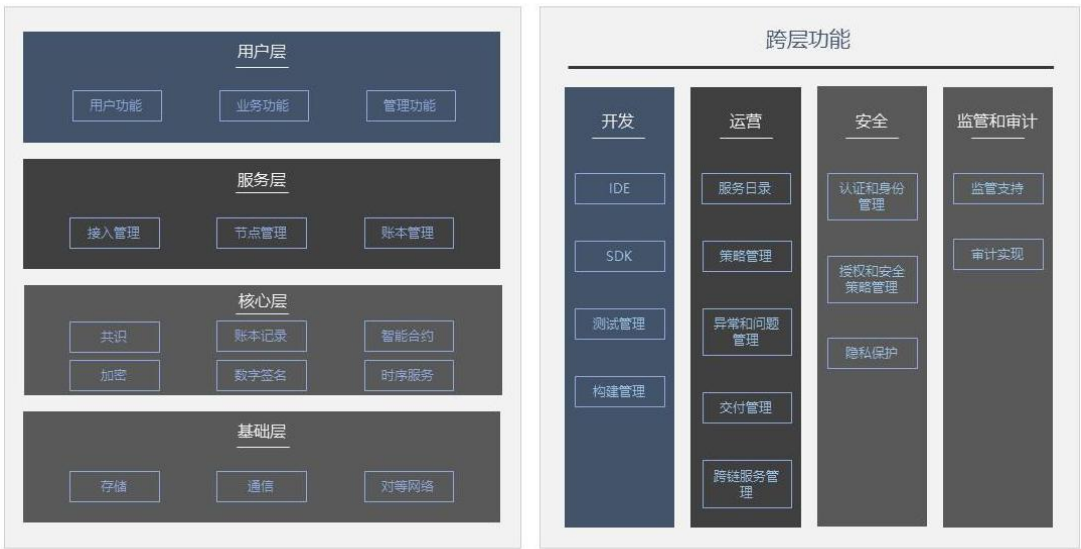 用户层
用户功能
业务功能
管理功能
服务层
接入管理
节点管理
账本管理
核心层
共识
账本记录
智能合约
加密
数字签名
时序服务
基础层
存储
通信
对等网络
跨层功能
开发
IDE
SDK
测试管理
构建管理
运营
服务目录
策略管理
异常和问题
管理
交付管理
跨链服务管
理
安全
认证和身份
管理
授权和安全
策略管理
隐私保护
监管和审计
监管支持
审计实现